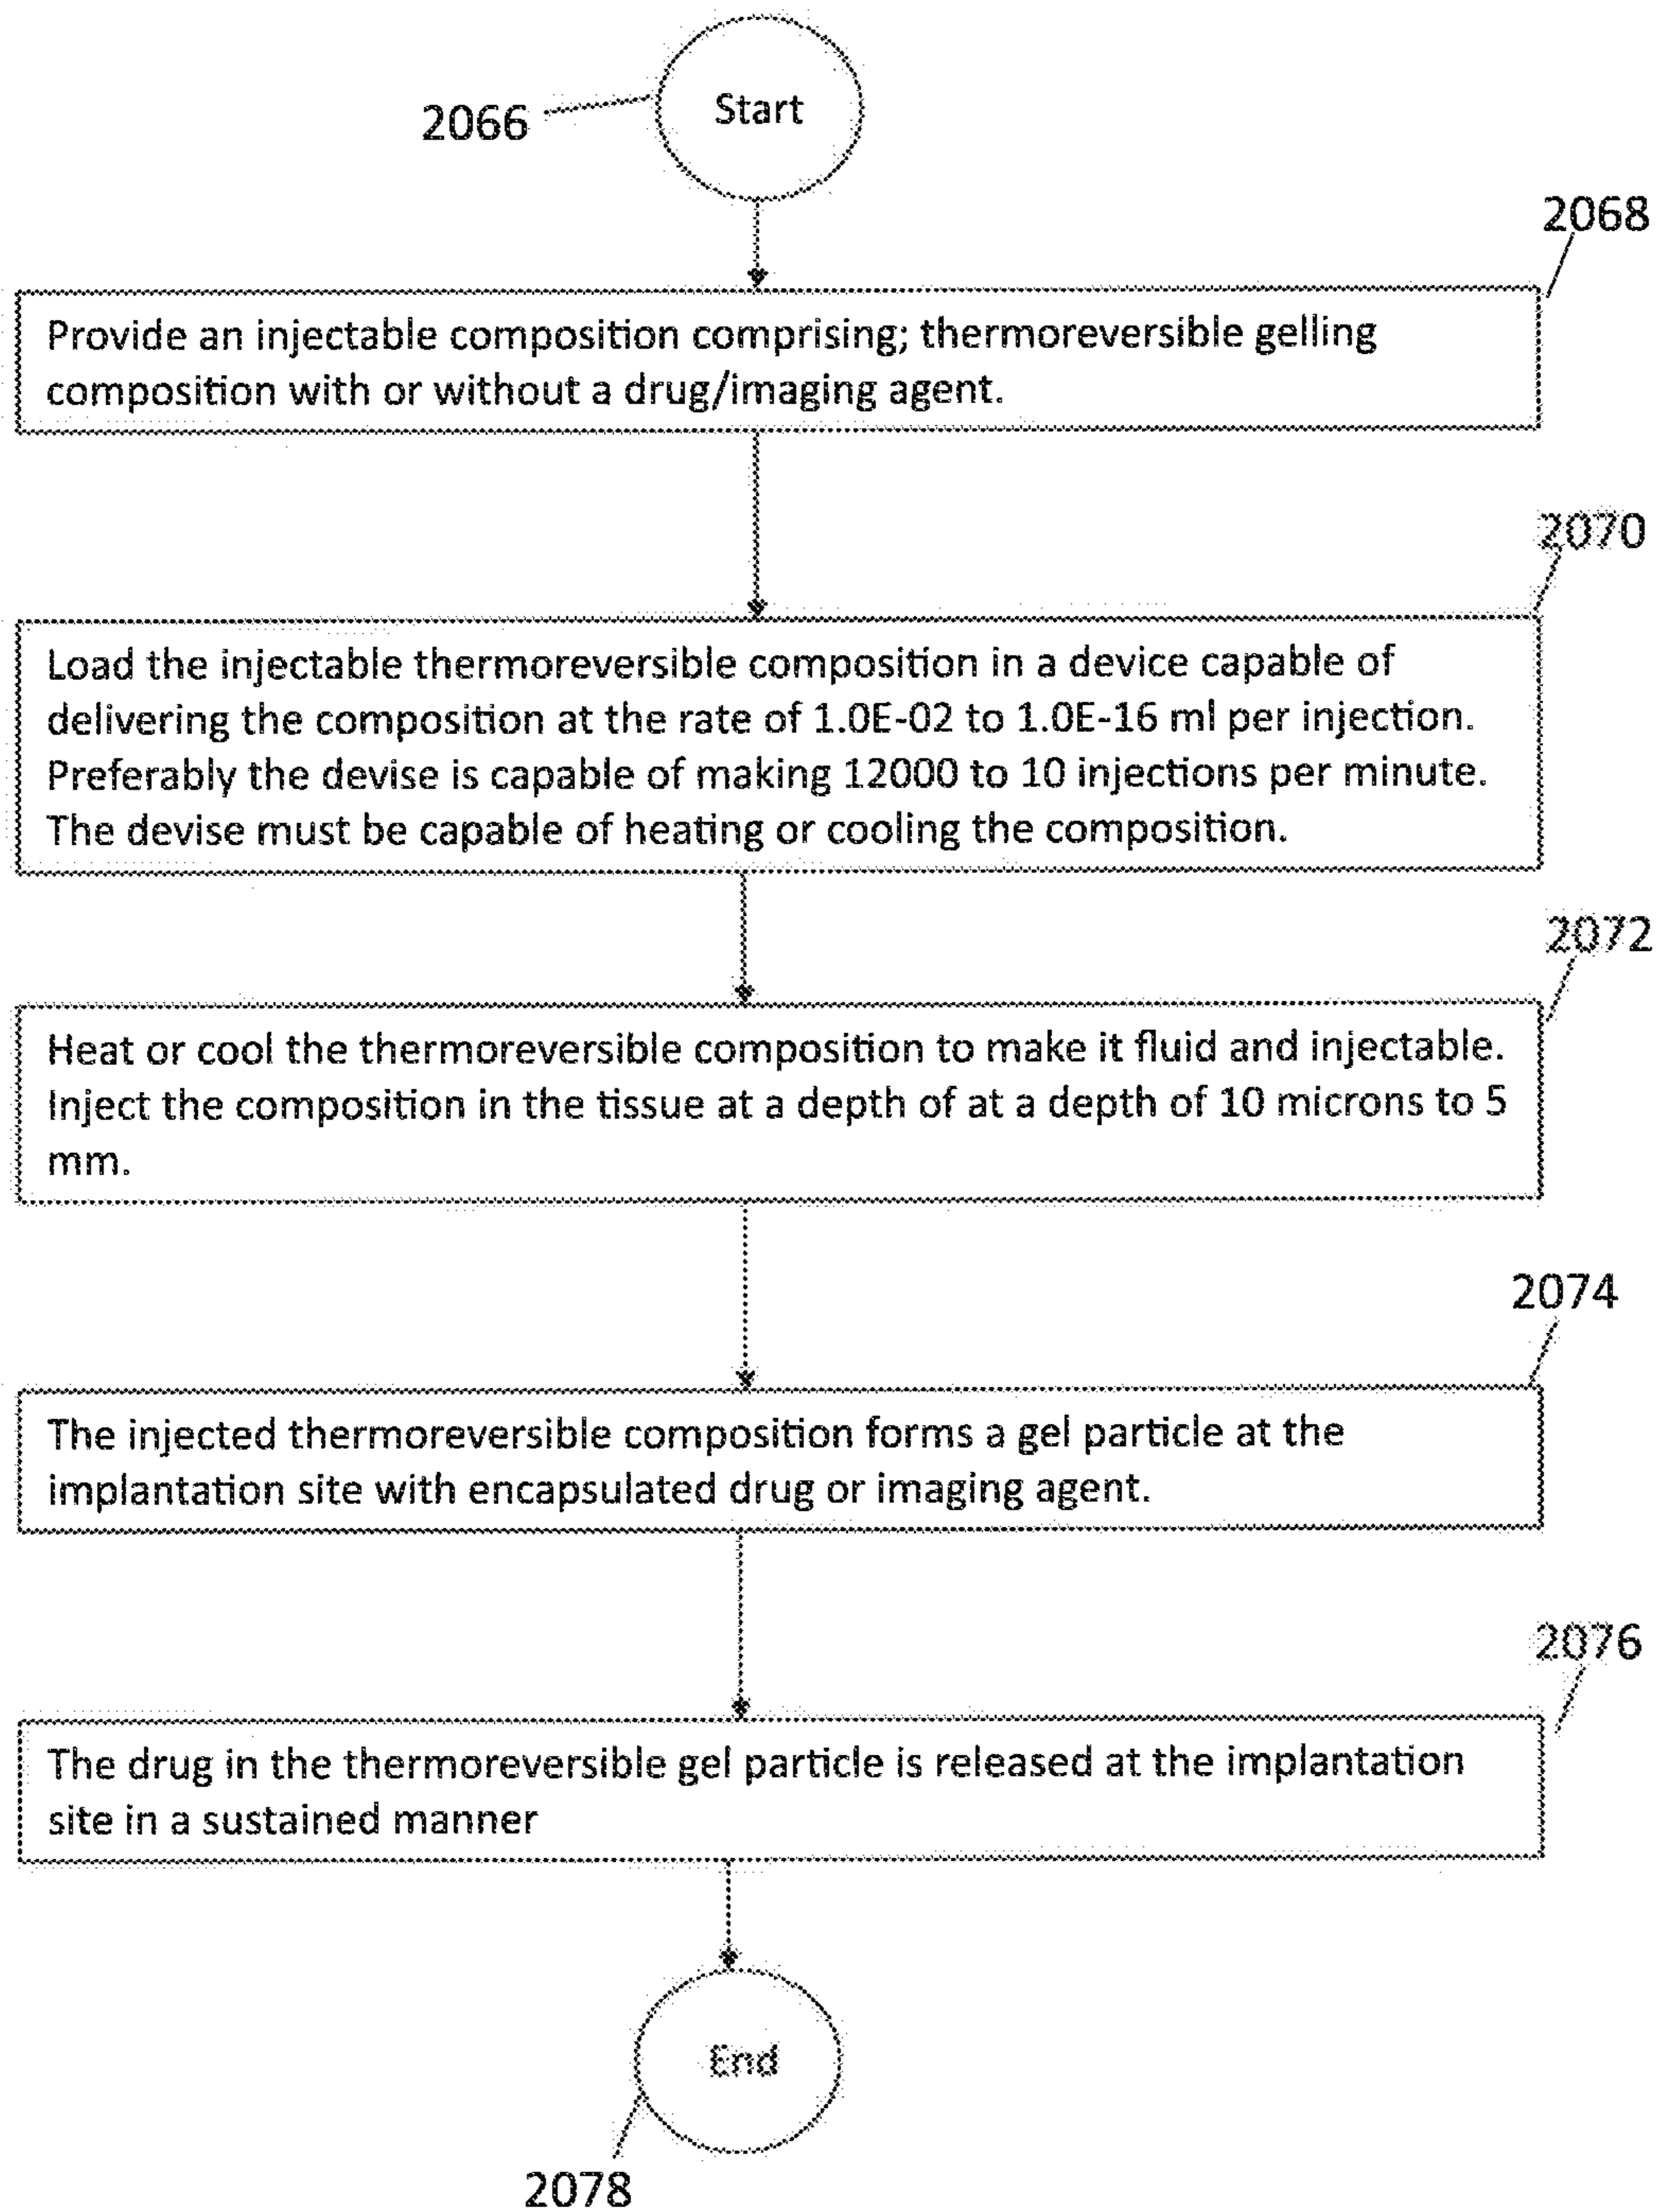 Start
2066
2068
Provide an injectable composition comprising; thermoreversible gelling
composition with or without a drug/imaging agent.
2070
Load the injectable thermoreversible composition in a device capable of
delivering the composition at the rate of 1.0E-02 to 1.0E-16 ml per injection.
Preferably the devise is capable of making 12000 to 10 injections per minute.
The devise must be capable of heating or cooling the composition.
2072
Heat or cool the thermoreversible composition to make it fluid and injectable.
Inject the composition in the tissue at a depth of at a depth of 10 microns to 5
mm.
2074
The injected thermoreversible composition forms a gel particle at the
implantation site with encapsulated drug or imaging agent.
2076
The drug in the thermoreversible gel particle is released at the implantation
site in a sustained manner
End
2078